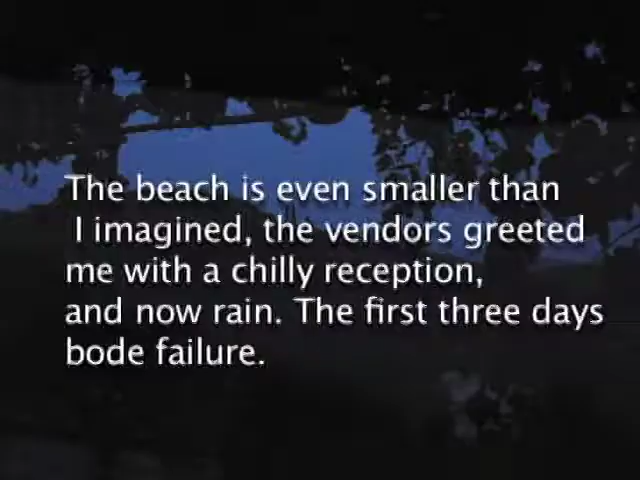 The beach is even smaller than
I imagined, the vendors greeted
me with a chilly reception,
and now rain. The first three days
bode failure.